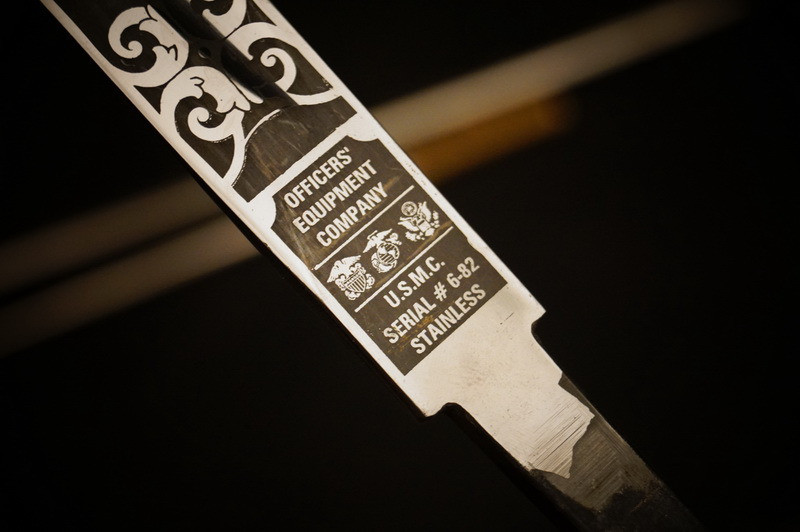 OFFICERS'
EQUIPMENT
COMPANY
U.S.M.C.
SERIAL # 6-82
STAINLESS